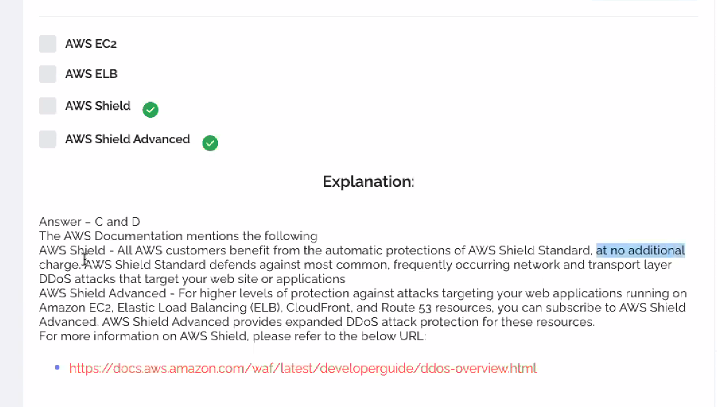 AWS EC2
AWS ELB
AWS Shield
AWS Shield Advanced
Explanation:
Answer – C and D
The AWS Documentation mentions the following
AWS Shield - All AWS customers benefit from the automatic protections of AWS Shield Standard, at no additional
charge. AWS Shield Standard defends against most common, frequently occurring network and transport layer
DDoS attacks that target your web site or applications
AWS Shield Advanced - For higher levels of protection against attacks targeting your web applications running on
Amazon EC2, Elastic Load Balancing (ELB), CloudFront, and Route 53 resources, you can subscribe to AWS Shield
Advanced. AWS Shield Advanced provides expanded DDoS attack protection for these resources.
For more information on AWS Shield, please refer to the below URL:
https://docs.aws.amazon.com/waf/latest/developerguide/ddos-overview.html